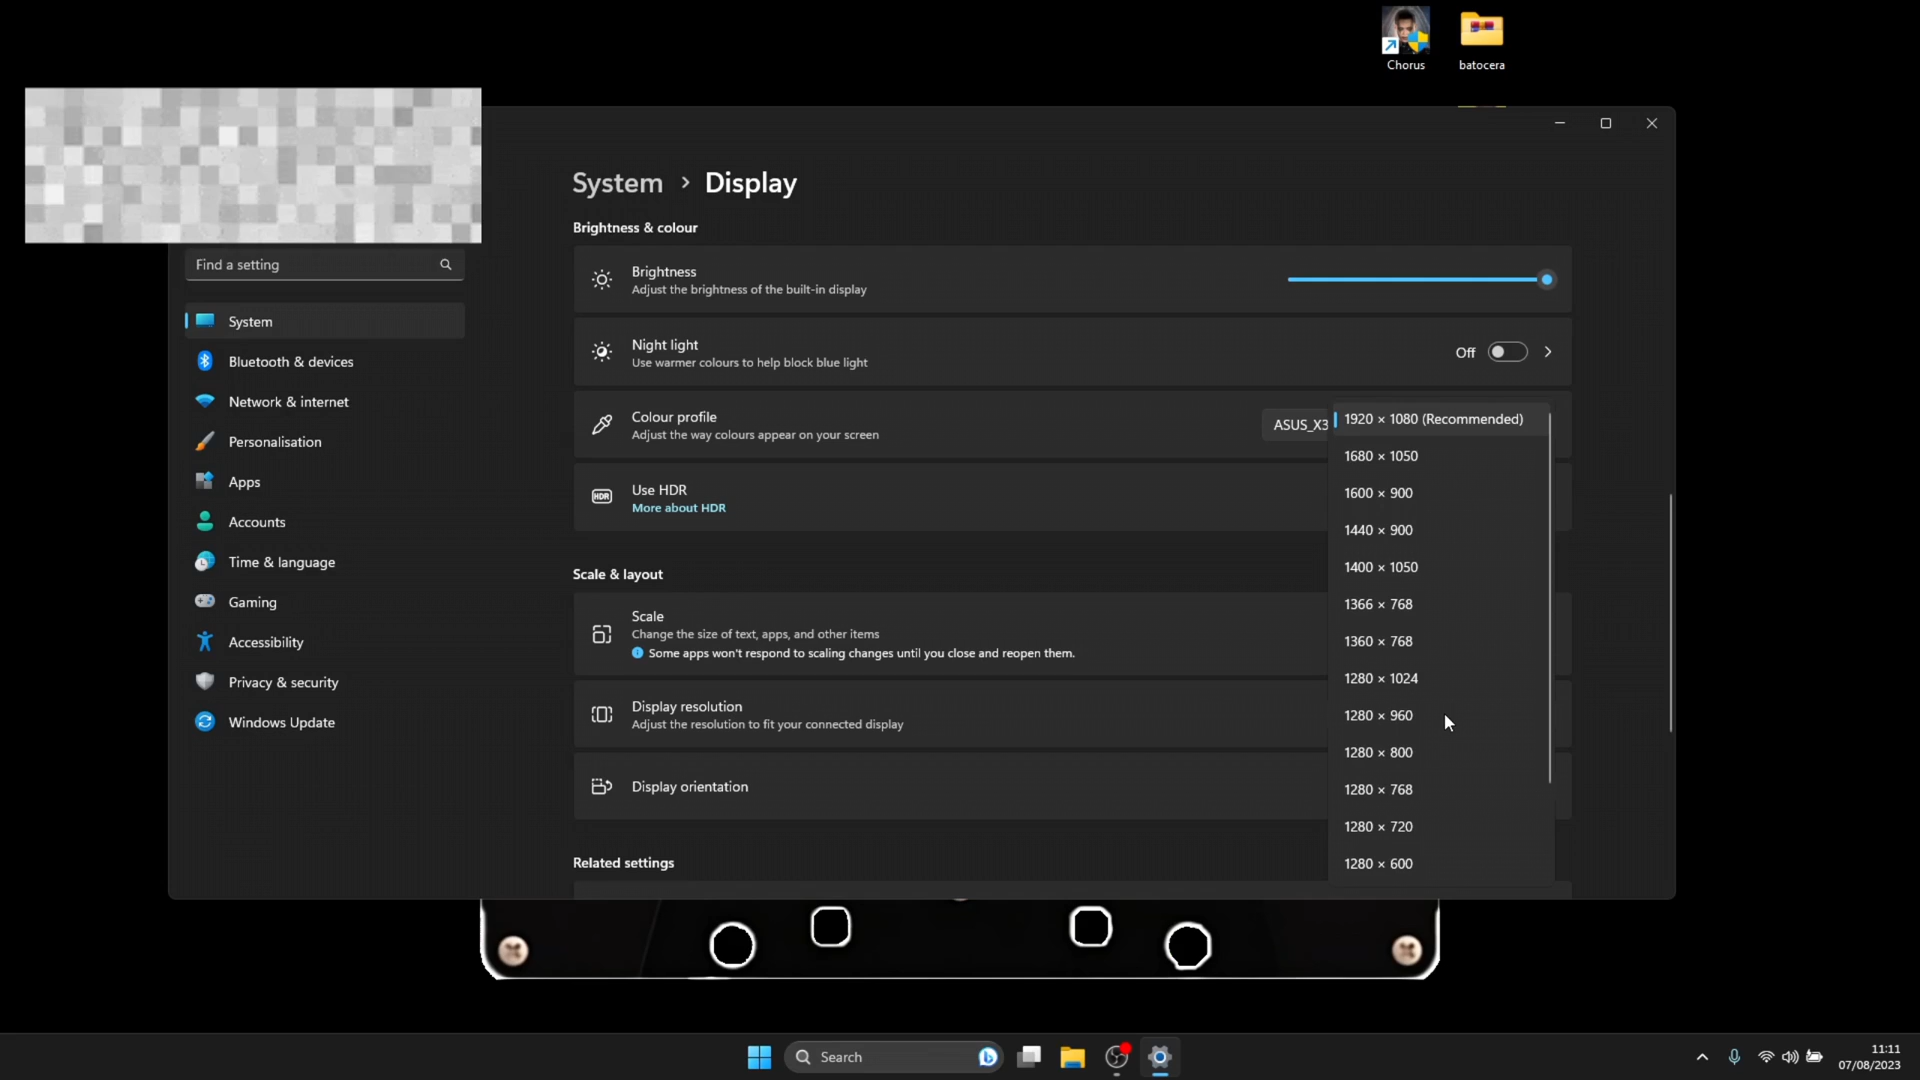 Chorus
batocera
System > Display
Brightness & colour
Find a setting
Brightness
Adjust the brightness of the built-in display
System
Night light
Use warmer colours to help block blue light
Off
Bluetooth & devices
Network & internet
Colour profile
Adjust the way colours appear on your screen
ASUS_X3
1920 × 1080 (Recommended)
Personalisation
1680 × 1050
Apps
Use HDR
More about HDR
HDR
1600 × 900
Accounts
1440 × 900
Time & language
Scale & layout
1400 × 1050
Gaming
Scale
Change the size of text, apps, and other items
Some apps won't respond to scaling changes until you close and reopen them.
1366 × 768
Accessibility
1360 × 768
Privacy & security
1280 × 1024
Windows Update
Display resolution
Adjust the resolution to fit your connected display
1280 × 960
1280 × 800
Display orientation
1280 × 768
1280 × 720
Related settings
1280 × 600
Search
11:11
07/08/2023